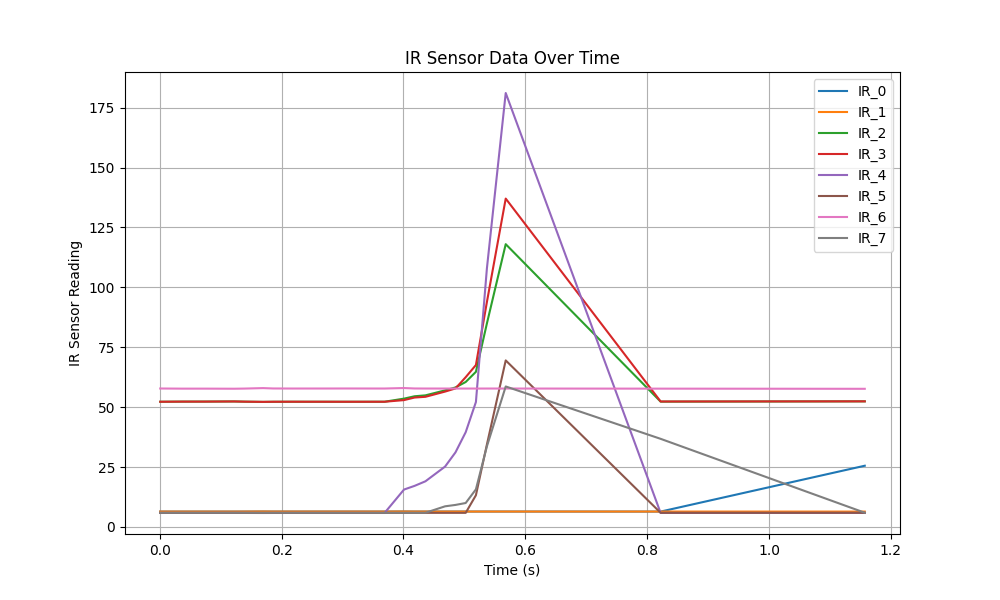 IR Sensor Data Over Time
IR Sensor Reading
175
150
125
100
75
50
25
0
0.0
0.2
0.4
0.6
0.8
1.0
1.2
Time (s)
IR_0
IR_1
IR_2
IR_3
IR_4
IR_5
IR_6
IR_7